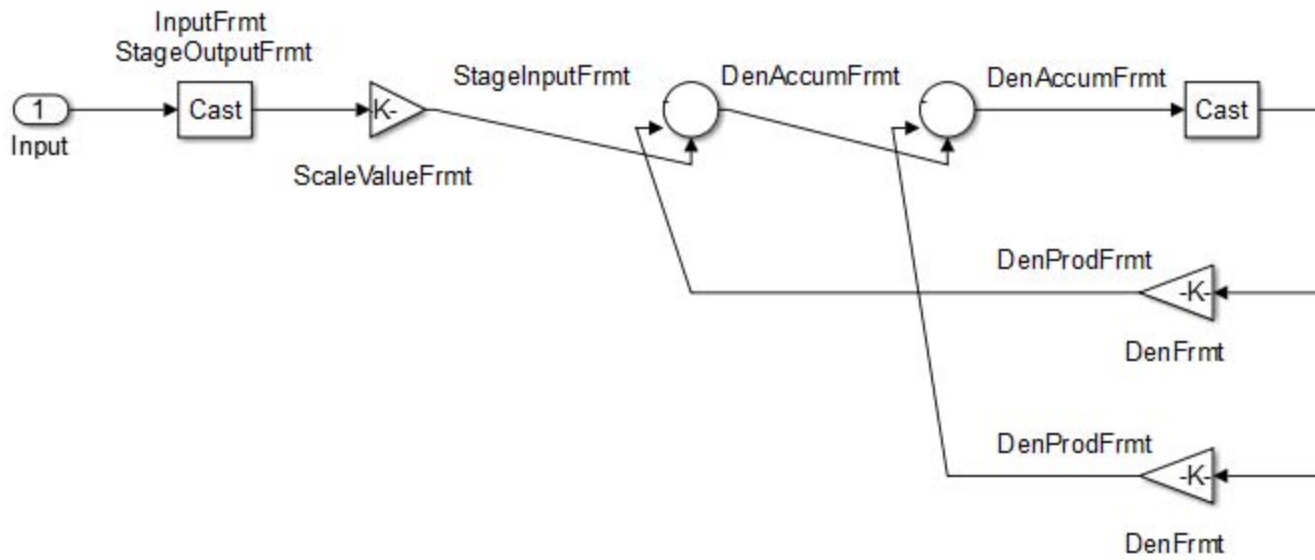 InputFrmt
StageOutputFrmt
StageInputFrmt
DenAccumFrmt
DenAccumFrmt
1
Cast
K-
Cast
Input
ScaleValueFrmt
DenProdFrmt
-K-
DenFrmt
DenProdFrmt
-K-
DenFrmt